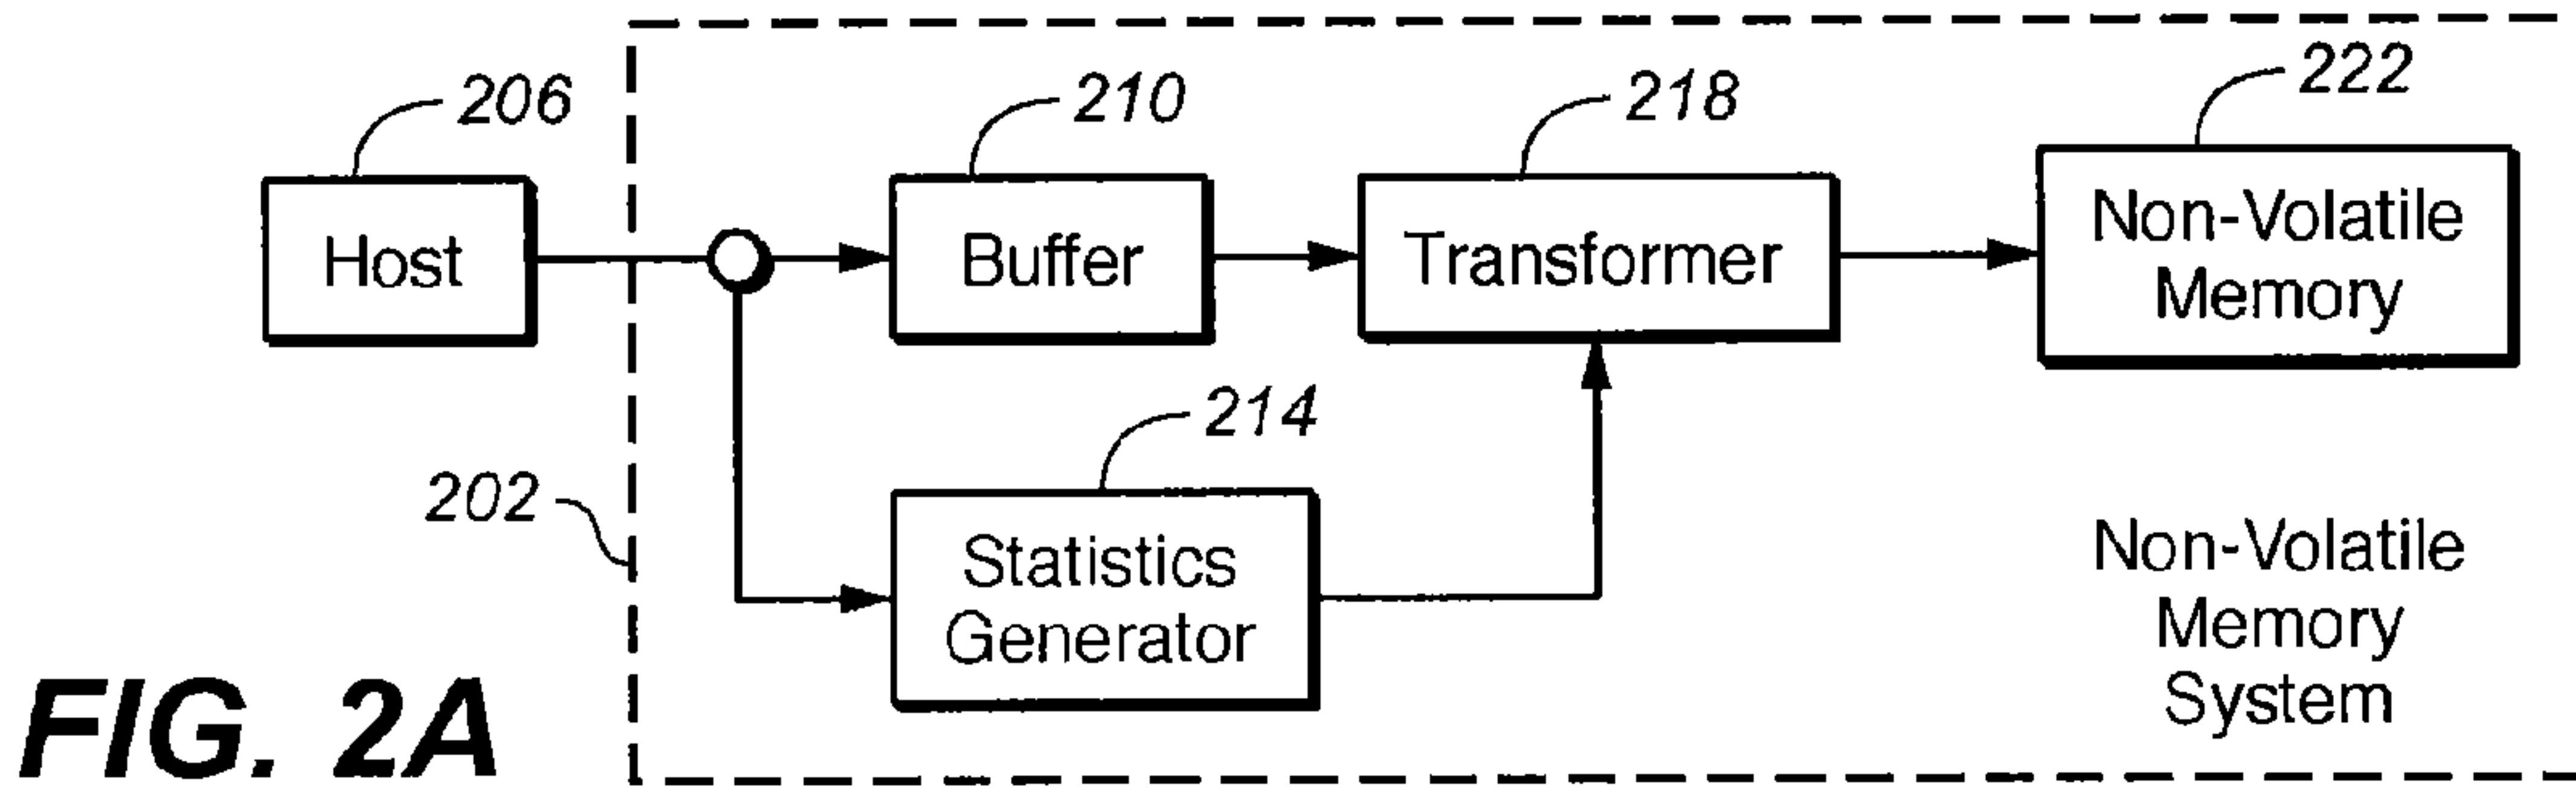 206
210
218
222
Host
Buffer
Transformer
Non-Volatile
Memory
214
202
Statistics
Generator
Non-Volatile
Memory
System
FIG. 2A